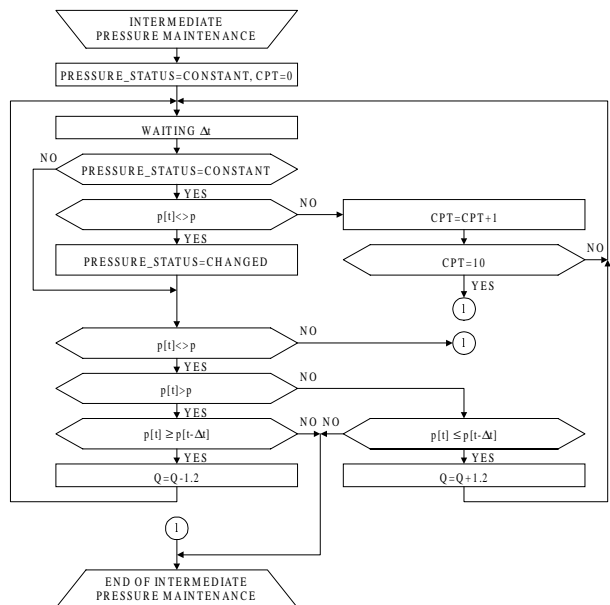 INTERMEDIATE
PRESSURE MAINTENANCE
PRESSURE_STATUS=CONSTANT, CPT=0
WAITING Δt
NO
PRESSURE_STATUS=CONSTANT
YES
NO
p[t]<>p
CPT=CPT+1
YES
NO
PRESSURE_STATUS=CHANGED
CPT=10
YES
1
p[t]<>p
NO
1
YES
p[t]>p
NO
YES
p[t] ≥ p[t-Δt]
NO NO
p[t] ≤ p[t-Δt]
YES
YES
Q=Q-1.2
Q=Q+1.2
1
END OF INTERMEDIATE
PRESSURE MAINTENANCE